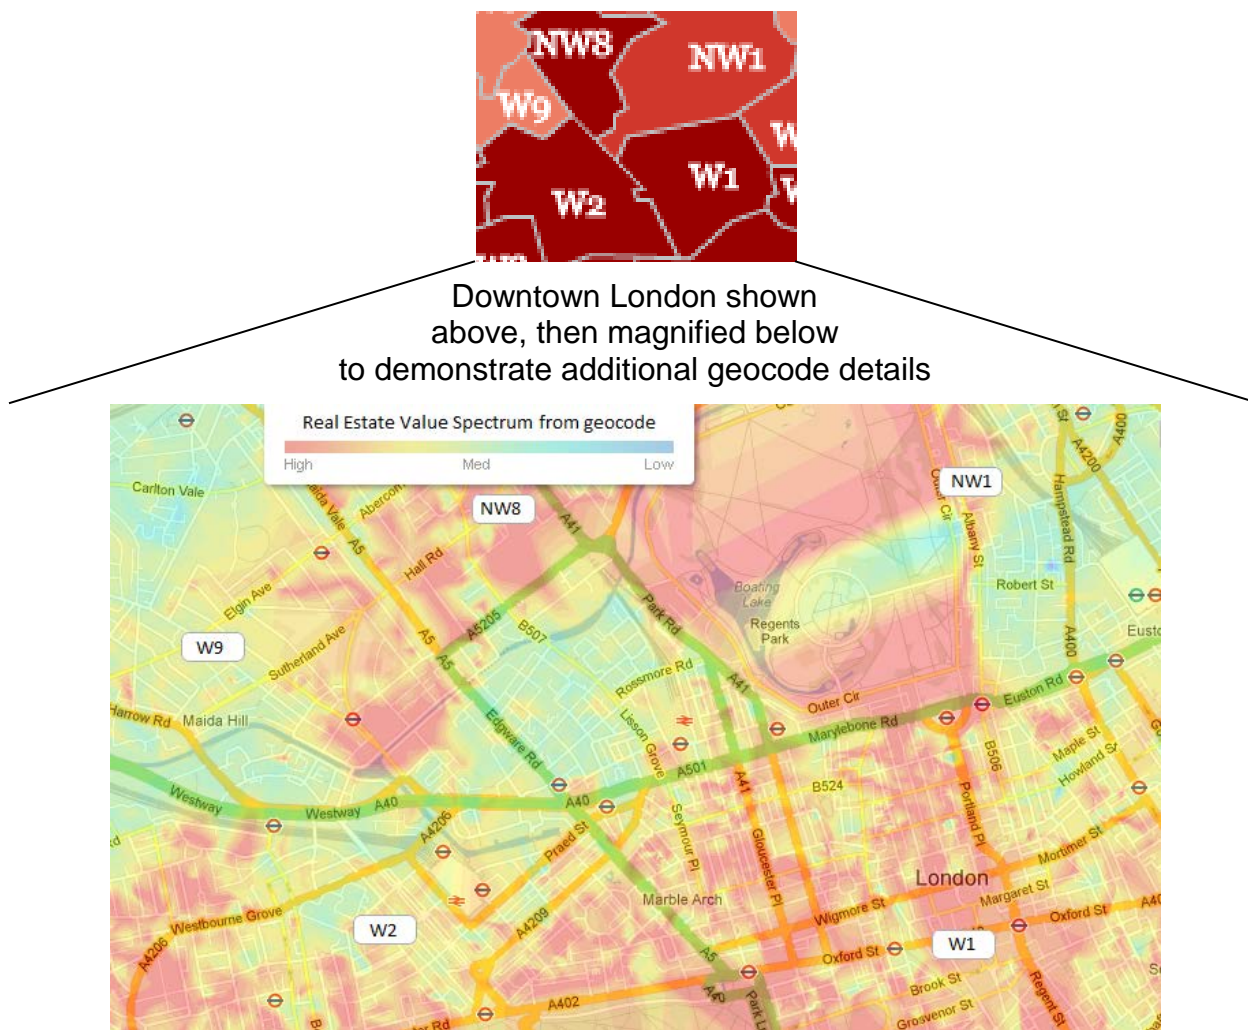 NW8
NW1
W9
W1
W2
Downtown London shown
above, then magnified below
to demonstrate additional geocode details
Real Estate Value Spectrum from geocode
High Med Low
Carlton Vale
A5
Hall Rd
NW8
A41
Outer Cir
NW1
Albany St
Hampstead Rd
A4200
A400
Elgin Ave
Sutherland Ave
A5
A5205
B507
A5
Park Rd
Boating
Lake
Regents
Park
Robert St
A400
W9
Rossmore Rd
A41
Outer Cir
Euston Rd
Harrow Rd
Maida Hill
Edgware Rd
Lisson Grove
Marylebone Rd
B506
Maple St
Howland St
Westway
Westway
A40
A40
A501
A41
B524
Portland Pl
A4206
Praed St
Seymour Pl
Gloucester Pl
Mortimer St
London
Margaret St
Westbourne Grove
Marble Arch
Wigmore St
Oxford St
W2
A4209
A5
Oxford St
W1
A4206
A402
Brook St
Grosvenor St
Regent St